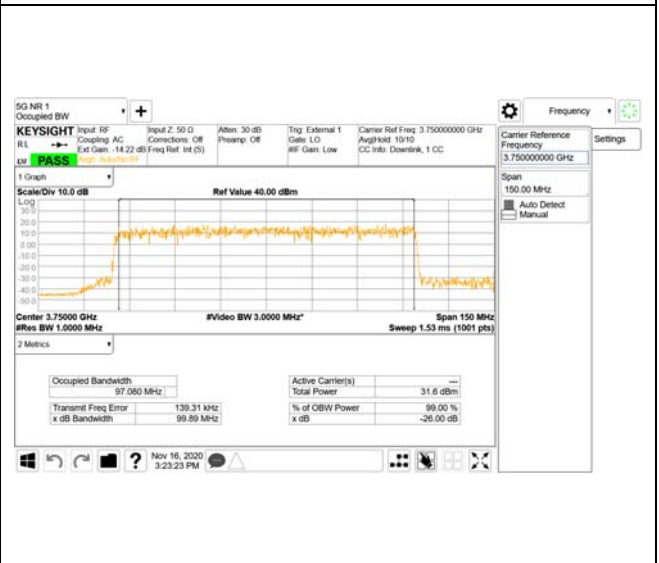 5G NR 1
Occupied BW
Frequency
KEYSIGHT Input: RF Input Z: 50 Ω Atten: 30 dB Trig: External 1 Carrier Ref Freq: 3.750000000 GHz
RL Coupling: AC Corrections: Off Preamp: Off Gate: LO Avg|Hold: 10/10
Ext Gain: -14.22 dB Freq Ref: Int (S) #IF Gain: Low CC Info: Downlink, 1 CC
PASS Align: Auto/No RF
Carrier Reference
Frequency
3.750000000 GHz
Settings
Span
150.00 MHz
Auto Detect
Manual
1 Graph
Scale/Div 10.0 dB Ref Value 40.00 dBm
Log
30.0
20.0
10.0
0.00
-10.0
-20.0
-30.0
-40.0
-50.0
Center 3.75000 GHz #Video BW 3.0000 MHz* Span 150 MHz
#Res BW 1.0000 MHz Sweep 1.53 ms (1001 pts)
2 Metrics
Occupied Bandwidth
97.080 MHz
Active Carrier(s) —
Total Power 31.6 dBm
Transmit Freq Error 139.31 kHz
x dB Bandwidth 99.89 MHz
% of OBW Power 99.00 %
x dB -26.00 dB
? Nov 16, 2020
3:23:23 PM